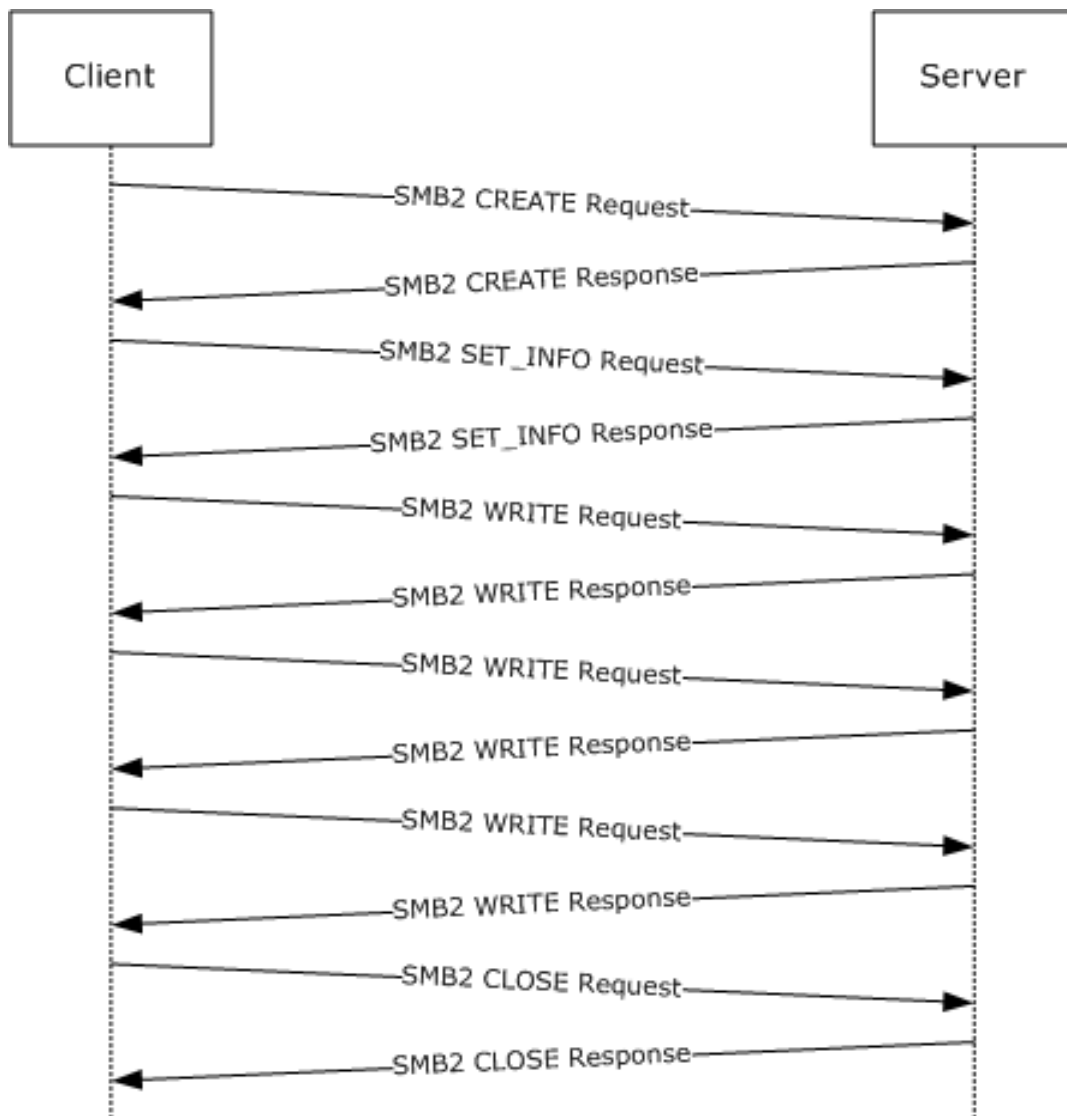 Client
Server
SMB2 CREATE Request
SMB2 CREATE Response
SMB2 SET_INFO Request
SMB2 SET_INFO Response
SMB2 WRITE Request
SMB2 WRITE Response
SMB2 WRITE Request
SMB2 WRITE Response
SMB2 WRITE Request
SMB2 WRITE Response
SMB2 CLOSE Request
SMB2 CLOSE Response